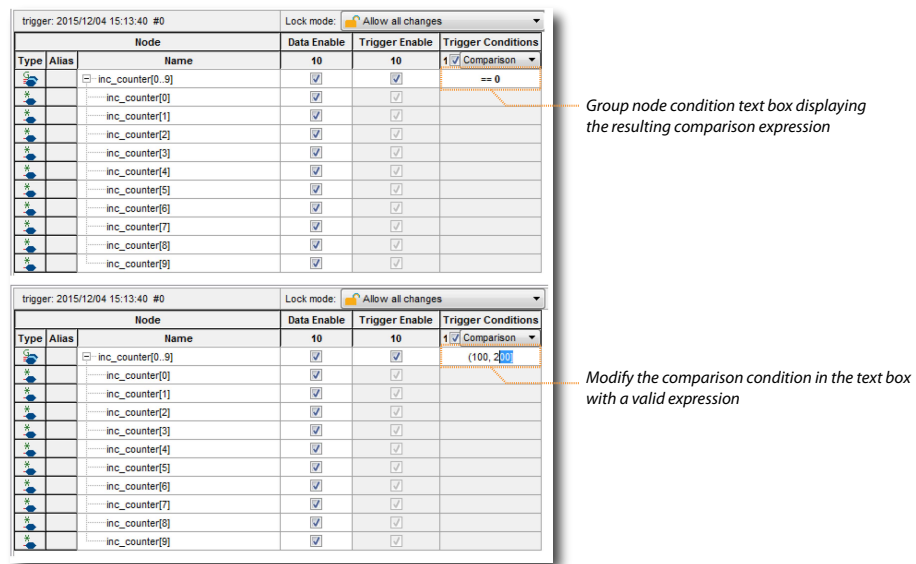 trigger: 2015/12/04 15:13:40 #0 Lock mode: Allow all changes
Node Data Enable Trigger Enable Trigger Conditions
Type Alias Name 10 10 1 Comparison
inc_counter[0..9] == 0
inc_counter[0]
inc_counter[1]
inc_counter[2]
inc_counter[3]
inc_counter[4]
inc_counter[5]
inc_counter[6]
inc_counter[7]
inc_counter[8]
inc_counter[9]
Group node condition text box displaying
the resulting comparison expression
trigger: 2015/12/04 15:13:40 #0 Lock mode: Allow all changes
Node Data Enable Trigger Enable Trigger Conditions
Type Alias Name 10 10 1 Comparison
inc_counter[0..9] (100, 200]
inc_counter[0]
inc_counter[1]
inc_counter[2]
inc_counter[3]
inc_counter[4]
inc_counter[5]
inc_counter[6]
inc_counter[7]
inc_counter[8]
inc_counter[9]
Modify the comparison condition in the text box
with a valid expression